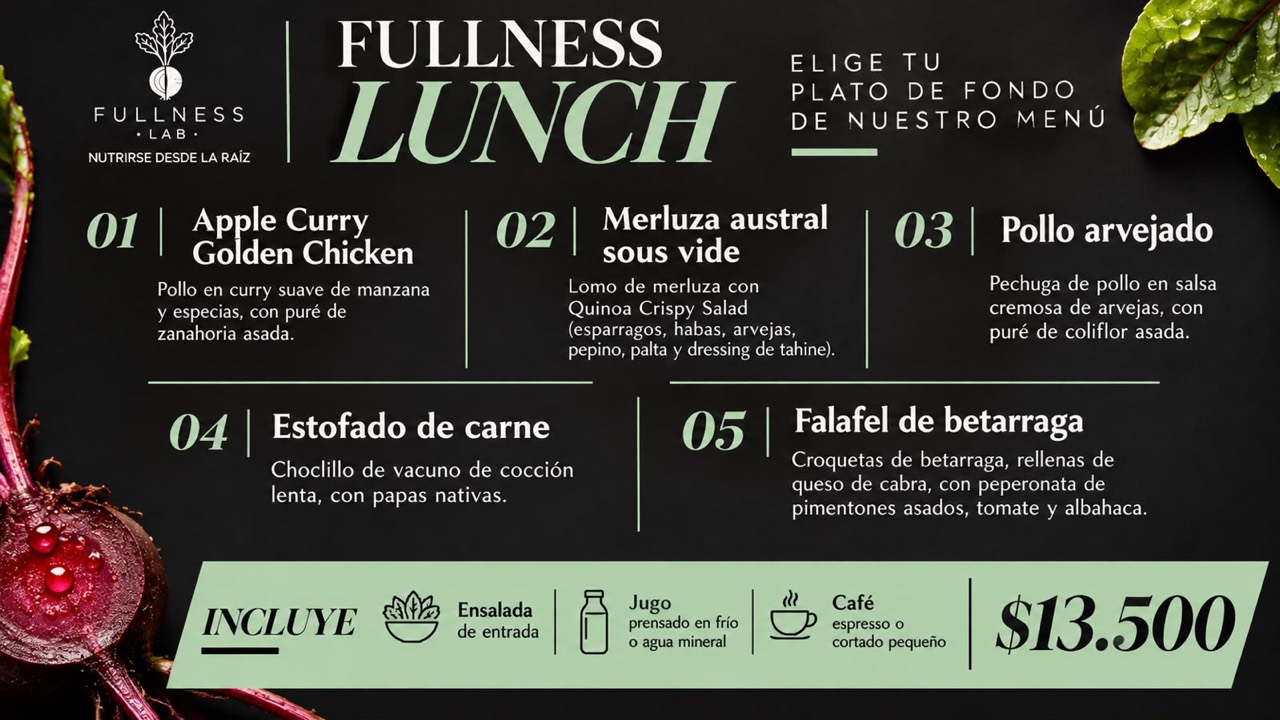 FULLNESS
· LAB ·
NUTRIRSE DESDE LA RAÍZ
FULLNESS
LUNCH
ELIGE TU
PLATO DE FONDO
DE NUESTRO MENÚ
01
Apple Curry
Golden Chicken
Pollo en curry suave de manzana
y especias, con puré de
zanahoria asada.
02
Merluza austral
sous vide
Lomo de merluza con
Quinoa Crispy Salad
(esparragos, habas, arvejas,
pepino, palta y dressing de tahine).
03
Pollo arvejado
Pechuga de pollo en salsa
cremosa de arvejas, con
puré de coliflor asada.
04
Estofado de carne
Choclillo de vacuno de cocción
lenta, con papas nativas.
05
Falafel de betarraga
Croquetas de betarraga, rellenas de
queso de cabra, con peperonata de
pimentones asados, tomate y albahaca.
INCLUYE
Ensalada
de entrada
Jugo
prensado en frío
o agua mineral
Café
espresso o
cortado pequeño
$13.500